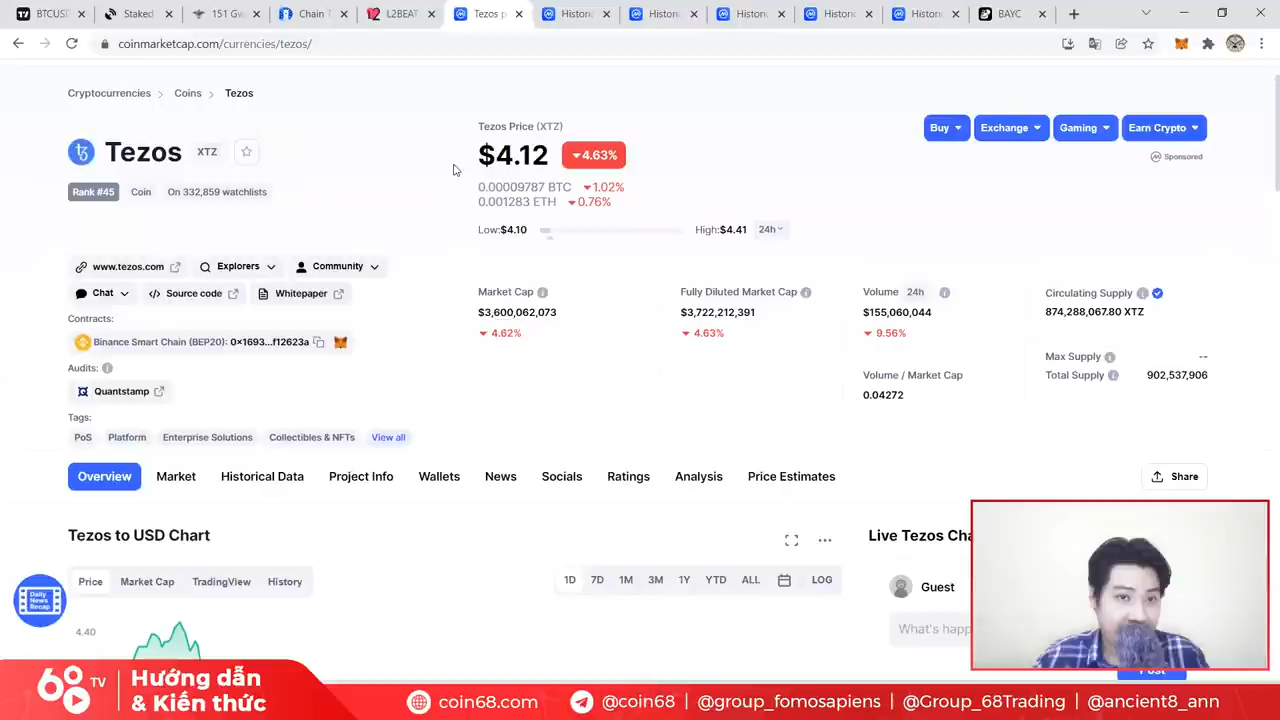 BTCUSD
Staked
151 Gw
Chain T
L2BEAT
Tezos p
Historic
Histori
Histori
Histori
Histori
BAYC
coinmarketcap.com/currencies/tezos/
Cryptocurrencies > Coins > Tezos
Tezos XTZ
Rank #45 Coin On 332,859 watchlists
Tezos Price (XTZ)
$4.12 4.63%
0.00009787 BTC 1.02%
0.001283 ETH 0.76%
Low:$4.10 High:$4.41 24h
Buy Exchange Gaming Earn Crypto
Sponsored
www.tezos.com Explorers Community
Chat Source code Whitepaper
Contracts:
Binance Smart Chain (BEP20): 0x1693...f12623a
Audits:
Quantstamp
Tags:
PoS Platform Enterprise Solutions Collectibles & NFTs View all
Market Cap
$3,600,062,073
4.62%
Fully Diluted Market Cap
$3,722,212,391
4.63%
Volume 24h
$155,060,044
9.56%
Volume / Market Cap
0.04272
Circulating Supply
874,288,067.80 XTZ
Max Supply --
Total Supply 902,537,906
Overview Market Historical Data Project Info Wallets News Socials Ratings Analysis Price Estimates Share
Tezos to USD Chart
Price Market Cap TradingView History
1D 7D 1M 3M 1Y YTD ALL LOG
4.40
Live Tezos Cha
Guest
What's happ
Post
Daily
News
Recap
68 TV
Hướng dẫn
& Kiến thức
coin68.com @coin68 | @group_fomosapiens | @Group_68Trading | @ancient8_ann